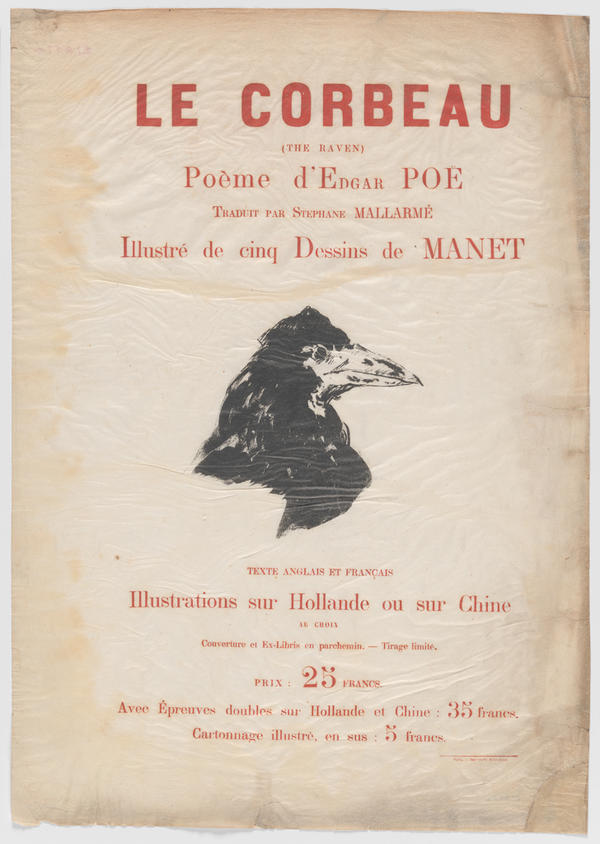 LE CORBEAU
(THE RAVEN)
Poème d'EDGAR POË
TRADUIT PAR STEPHANE MALLARMÉ
Illustré de cinq Dessins de MANET
TEXTE ANGLAIS ET FRANÇAIS
Illustrations sur Hollande ou sur Chine
AU CHOIX
Couverture et Ex-Libris en parchemin. — Tirage limité.
PRIX : 25 FRANCS.
Avec Épreuves doubles sur Hollande et Chine : 35 francs.
Cartonnage illustré, en sus : 5 francs.